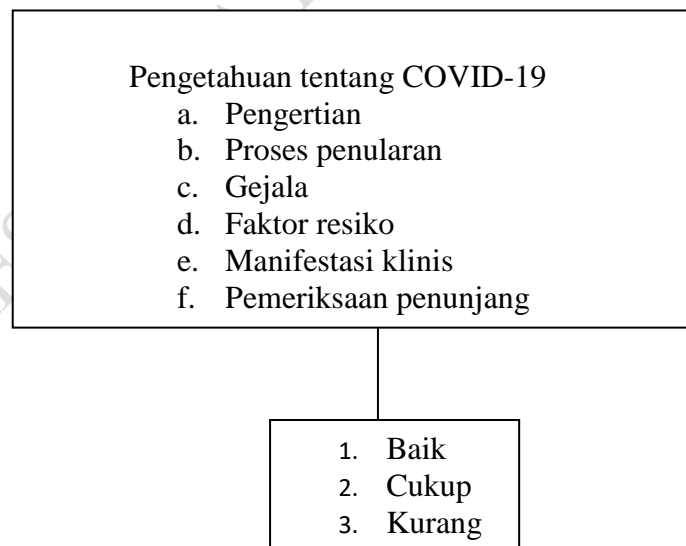 Pengetahuan tentang COVID-19
a. Pengertian
b. Proses penularan
c. Gejala
d. Faktor resiko
e. Manifestasi klinis
f. Pemeriksaan penunjang
1. Baik
2. Cukup
3. Kurang